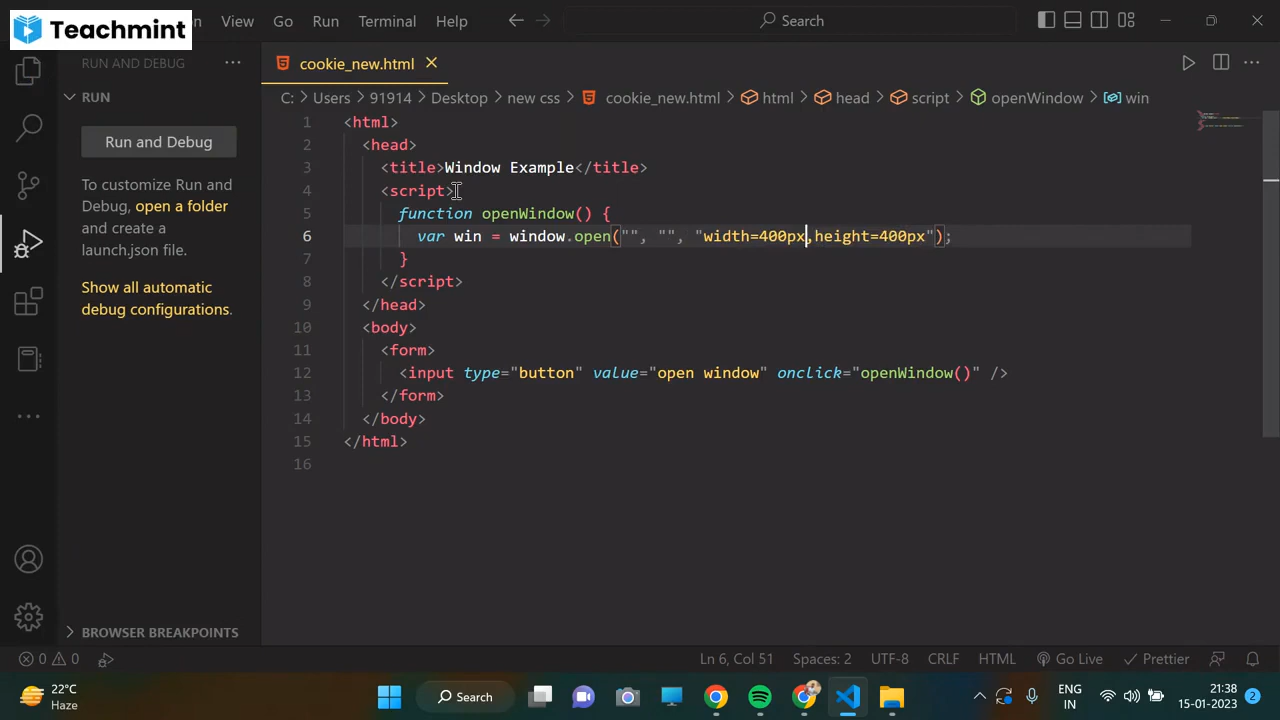 Teachmint
View Go Run Terminal Help
Search
RUN AND DEBUG
cookie_new.html
RUN
C: > Users > 91914 > Desktop > new css > cookie_new.html > html > head > script > openWindow > win
Run and Debug
To customize Run and
Debug, open a folder
and create a
launch.json file.
Show all automatic
debug configurations.
1 <html>
2 <head>
3 <title>Window Example</title>
4 <script>
5 function openWindow() {
6 var win = window.open("", "", "width=400px,height=400px");
7 }
8 </script>
9 </head>
10 <body>
11 <form>
12 <input type="button" value="open window" onclick="openWindow()" />
13 </form>
14 </body>
15 </html>
16
BROWSER BREAKPOINTS
0 0
Ln 6, Col 51 Spaces: 2 UTF-8 CRLF HTML Go Live Prettier
22°C
Haze
Search
ENG
IN
21:38
15-01-2023
2